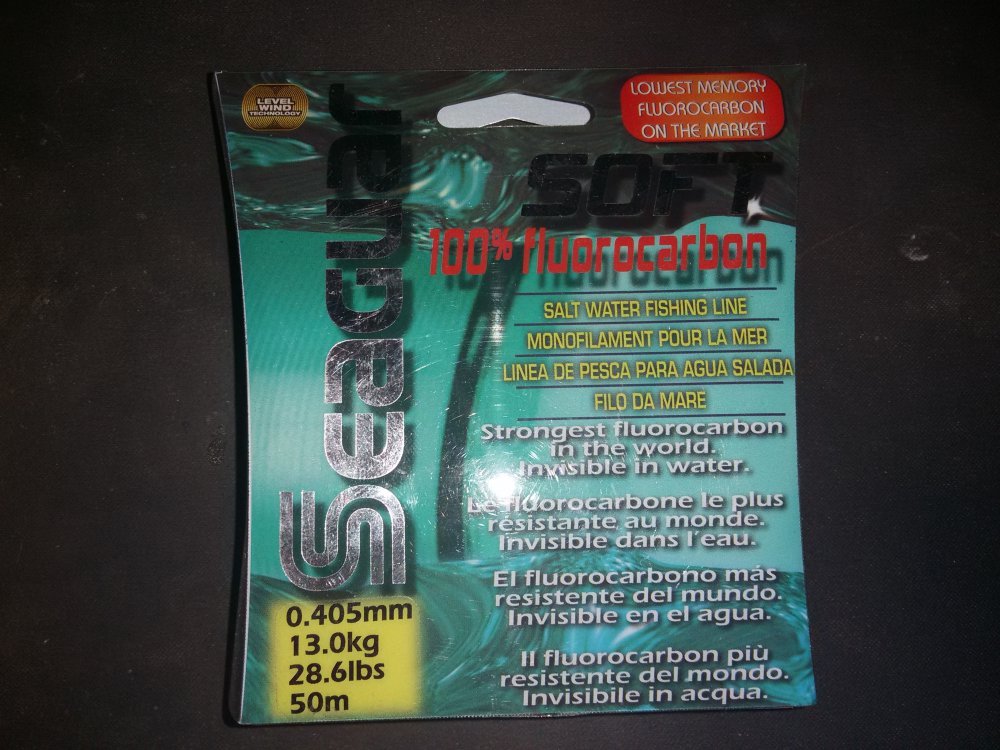 LEVEL
WIND
TECHNOLOGY
LOWEST MEMORY
FLUOROCARBON
ON THE MARKET
Seaguar
SOFT
100% fluorocarbon
SALT WATER FISHING LINE
MONOFILAMENT POUR LA MER
LINEA DE PESCA PARA AGUA SALADA
FILO DA MARE
Strongest fluorocarbon
in the world.
Invisible in water.
Le fluorocarbone le plus
résistante au monde.
Invisible dans l'eau.
El fluorocarbono más
resistente del mundo.
Invisible en el agua.
Il fluorocarbon più
resistente del mondo.
Invisibile in acqua.
0.405mm
13.0kg
28.6lbs
50m